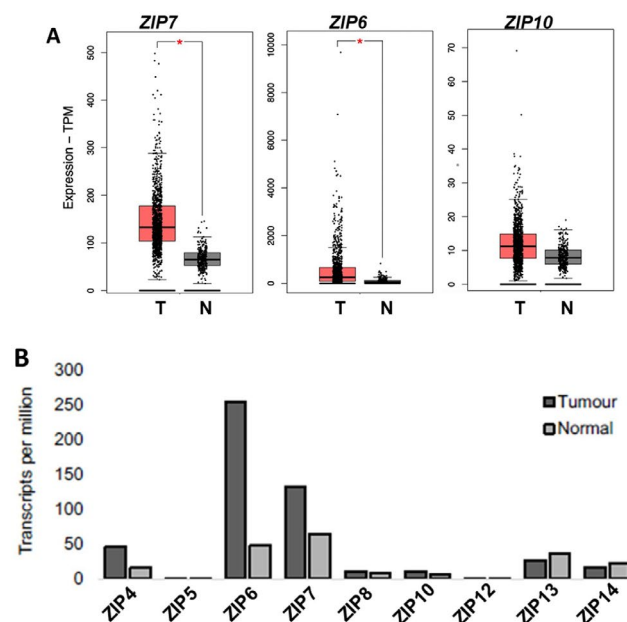 A
ZIP7 ZIP6 ZIP10
Expression – TPM
500
400
300
200
100
0
*
T N
10000
8000
6000
4000
2000
0
*
T N
70
60
50
40
30
20
10
0
T N
B
Transcripts per million
300
250
200
150
100
50
0
Tumour
Normal
ZIP4 ZIP5 ZIP6 ZIP7 ZIP8 ZIP10 ZIP12 ZIP13 ZIP14